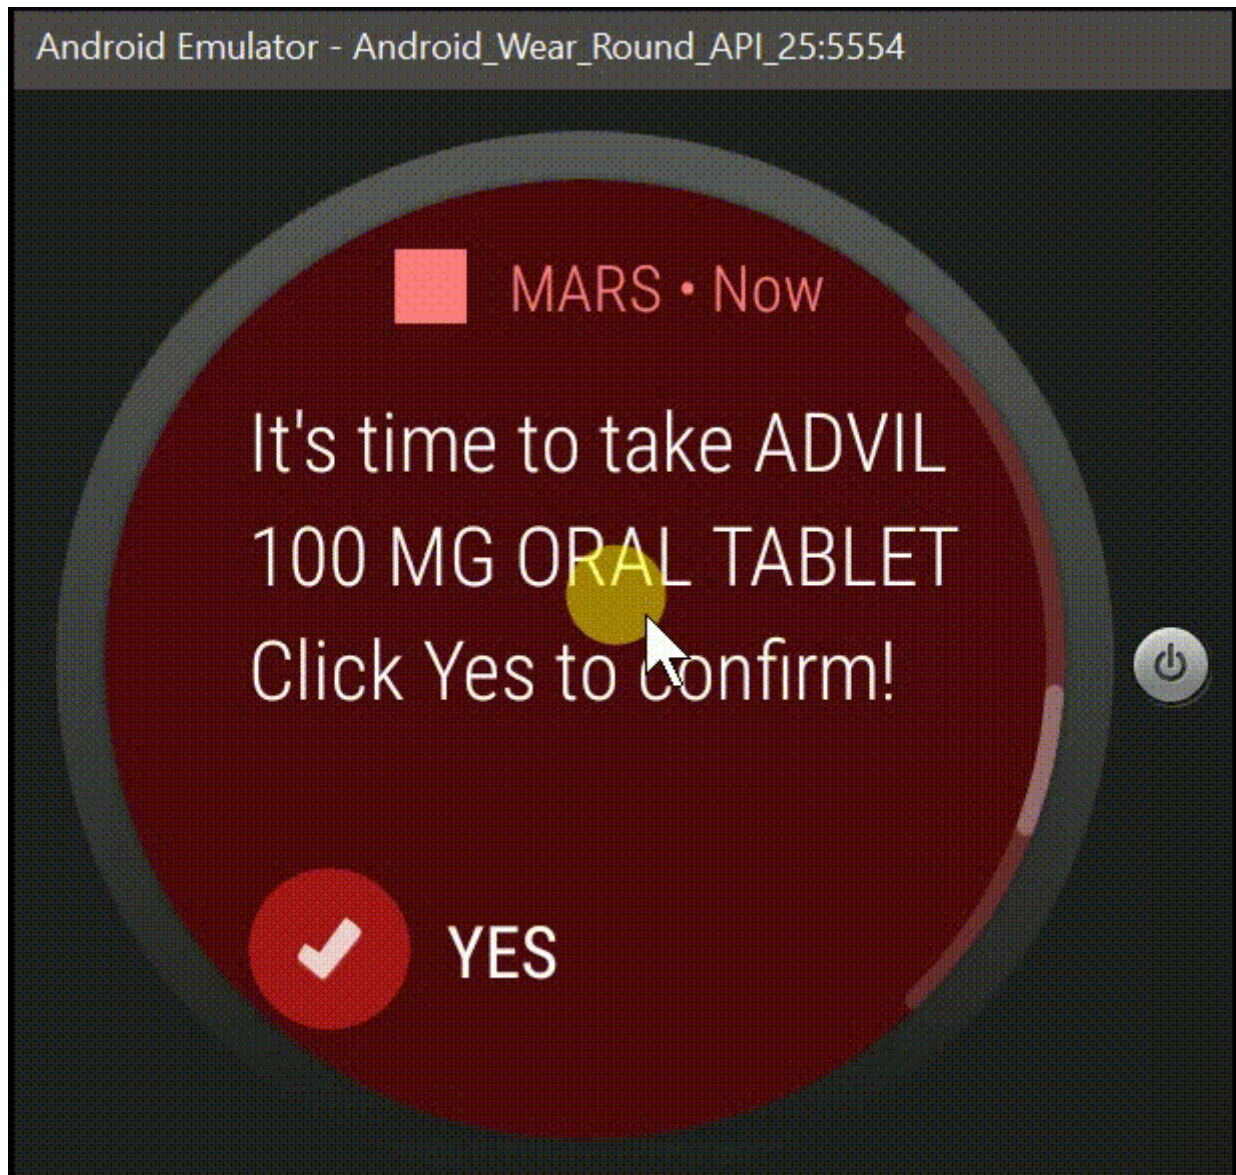 Android Emulator - Android_Wear_Round_API_25:5554
MARS • Now
It's time to take ADVIL
100 MG ORAL TABLET
Click Yes to confirm!
YES